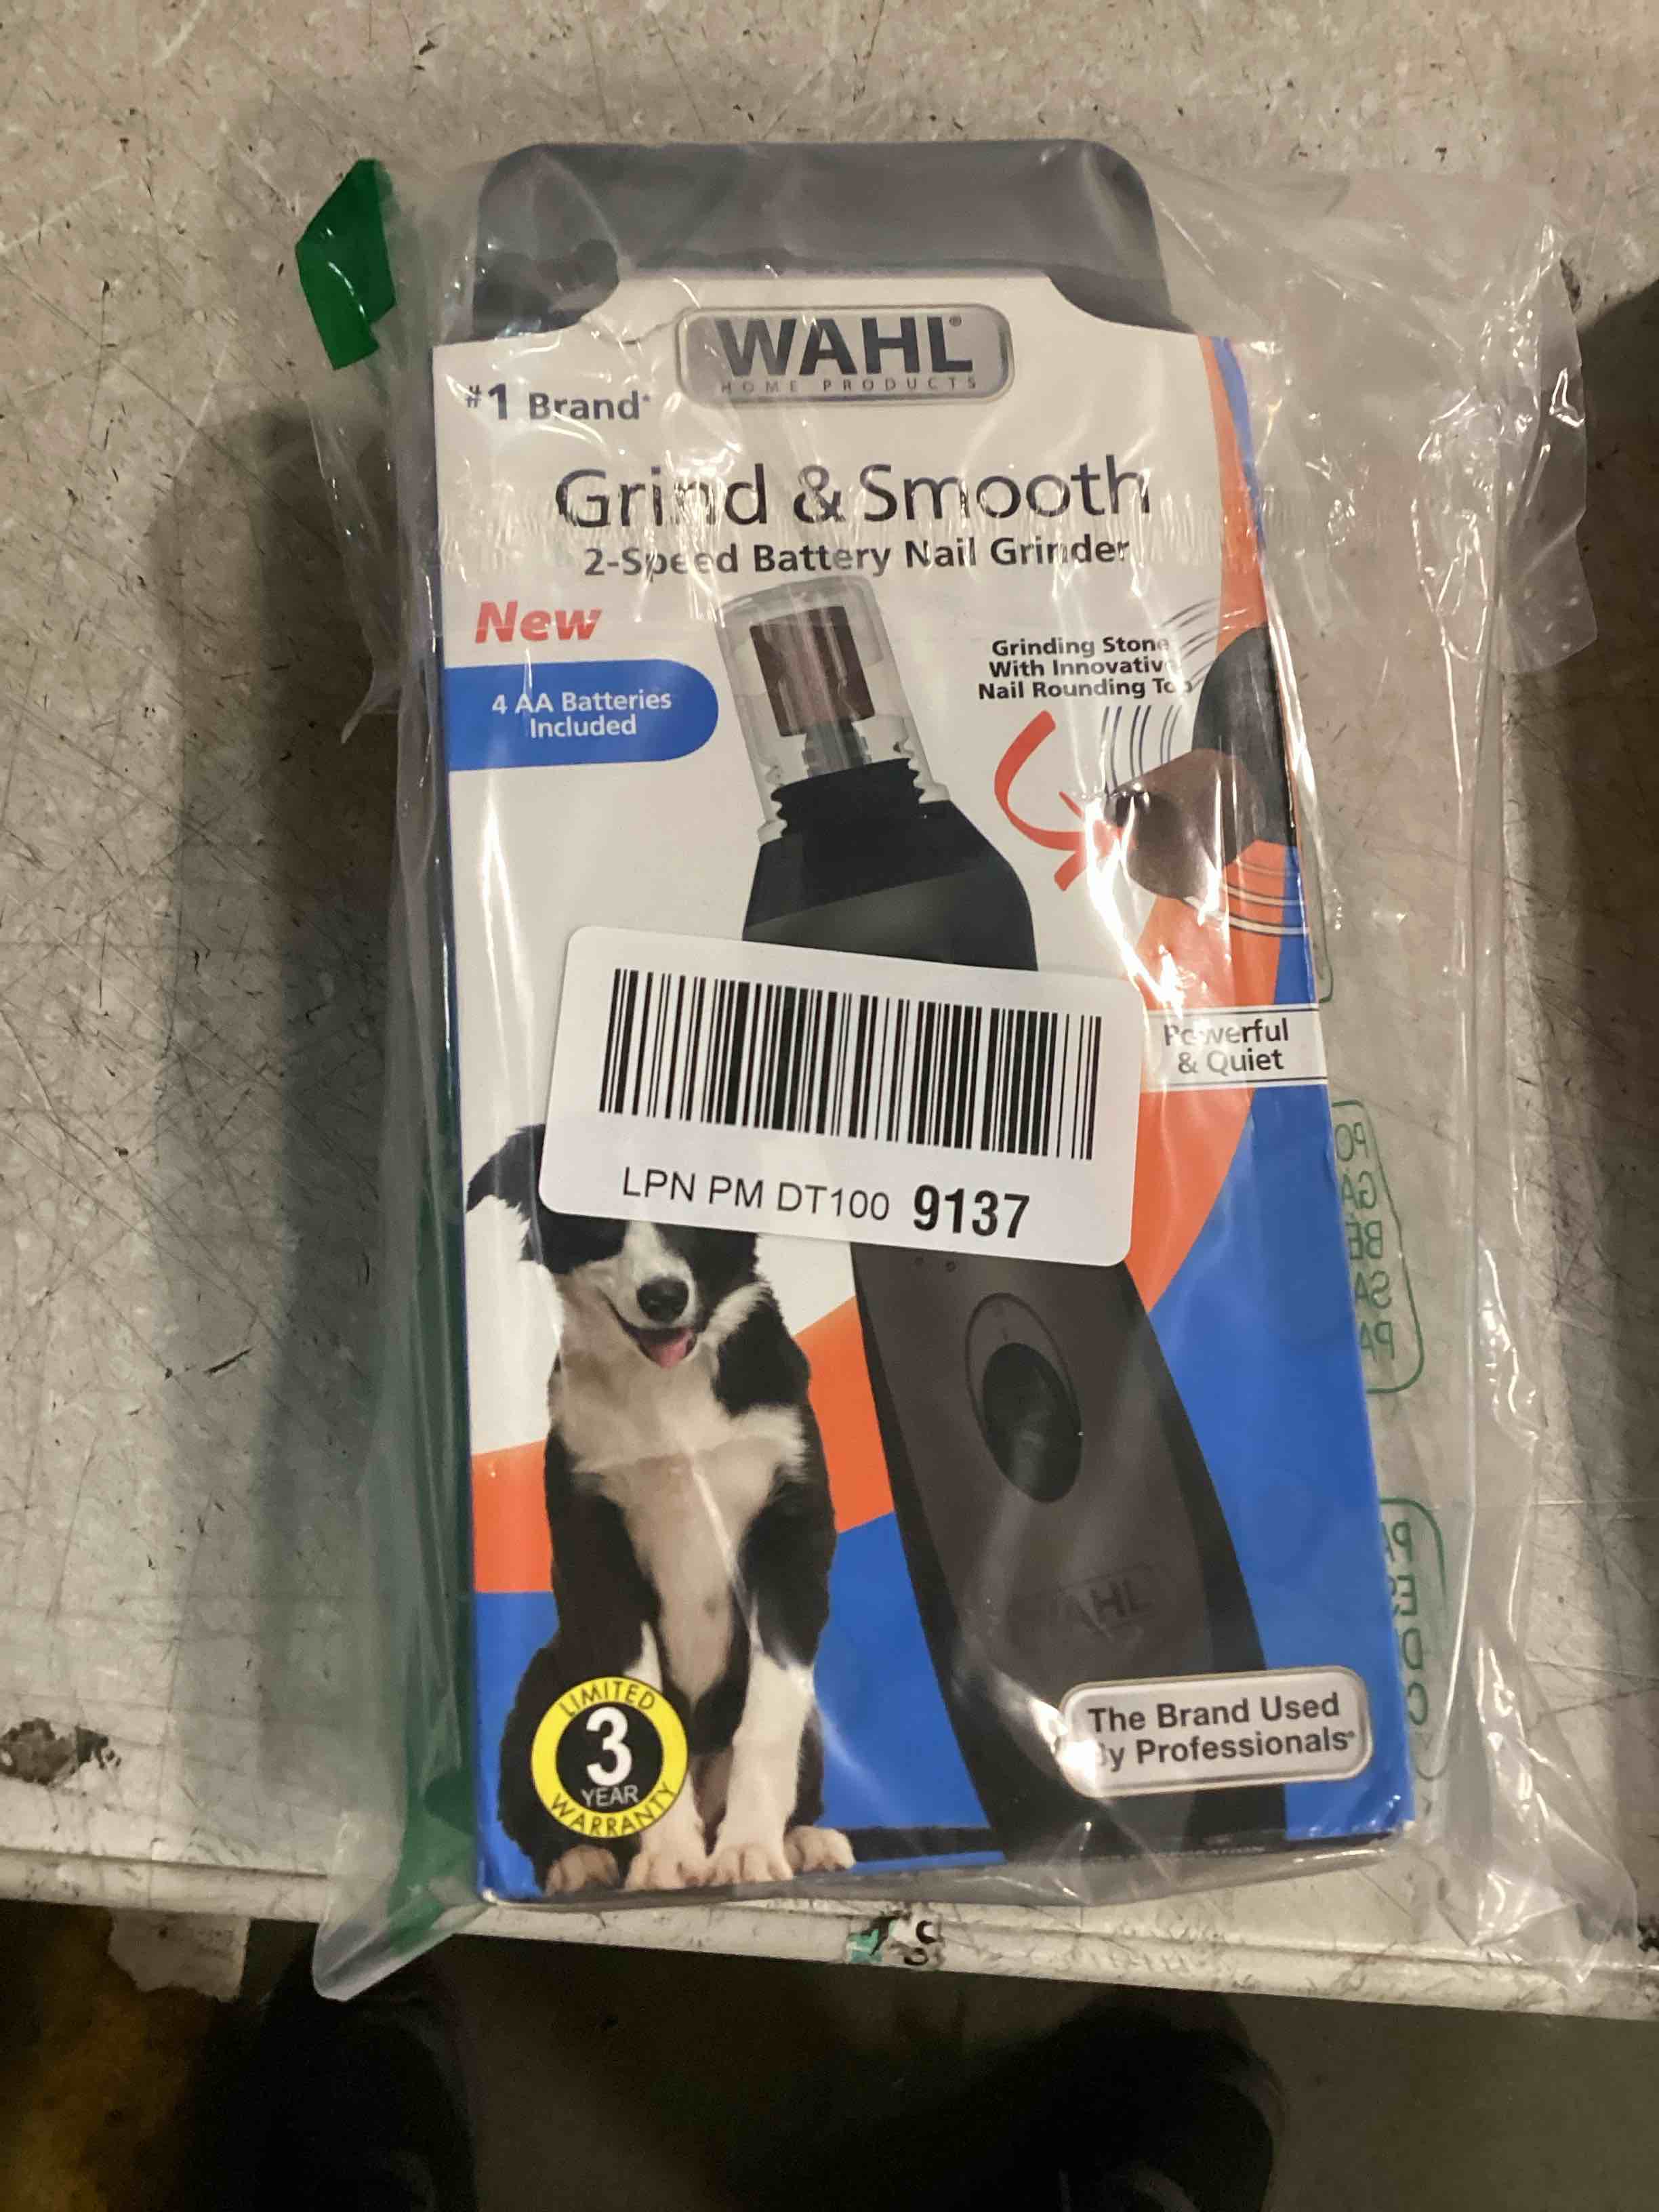 WAHL®
HOME PRODUCTS
#1 Brand*
Grind & Smooth
2-Speed Battery Nail Grinder
New
4 AA Batteries
Included
Grinding Stone
With Innovative
Nail Rounding
Powerful
& Quiet
LPN PM DT100 9137
WAHL
LIMITED
3
YEAR
WARRANTY
The Brand Used
By Professionals*